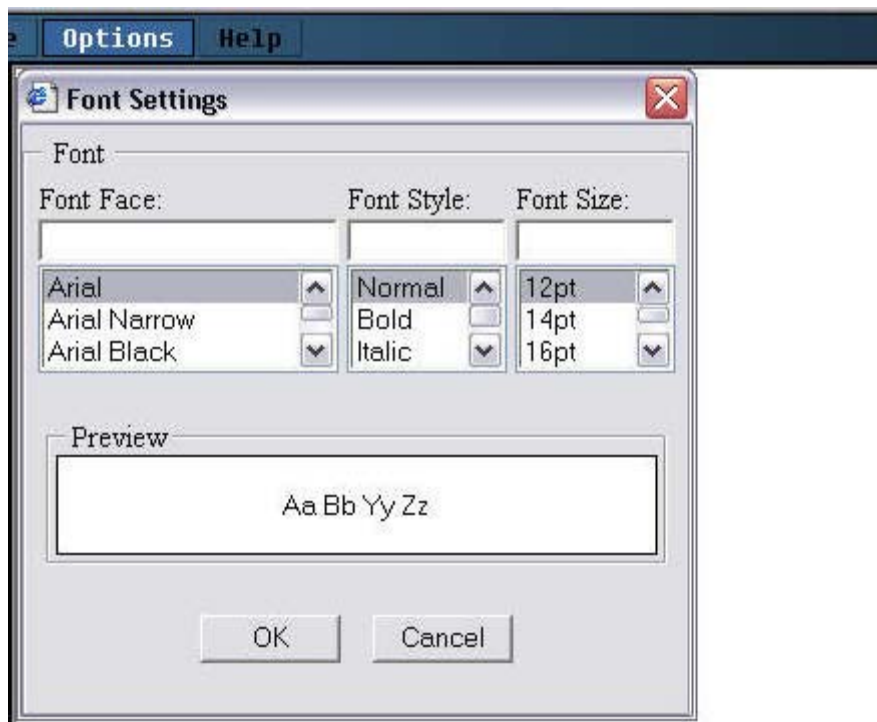 Options Help
Font Settings
Font
Font Face: Font Style: Font Size:
Arial Normal 12pt
Arial Narrow Bold 14pt
Arial Black Italic 16pt
Preview
Aa Bb Yy Zz
OK Cancel